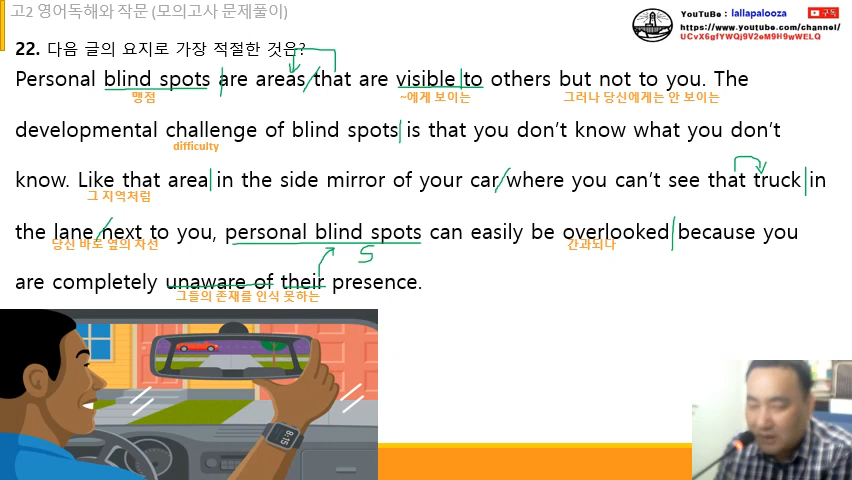 고2 영어독해와 작문 (모의고사 문제풀이)
YouTuBe : lallapalooza 구독
https://www.youtube.com/channel/
UCvX6gfYWQj9V2eM9H9wWELQ
22. 다음 글의 요지로 가장 적절한 것은?
Personal blind spots are areas that are visible to others but not to you. The
맹점 ~에게 보이는 그러나 당신에게는 안 보이는
developmental challenge of blind spots is that you don't know what you don't
difficulty
know. Like that area in the side mirror of your car where you can't see that truck in
그 지역처럼
the lane next to you, personal blind spots can easily be overlooked because you
당신 바로 옆의 차선 S 간과되다
are completely unaware of their presence.
그들의 존재를 인식 못하는
8:15